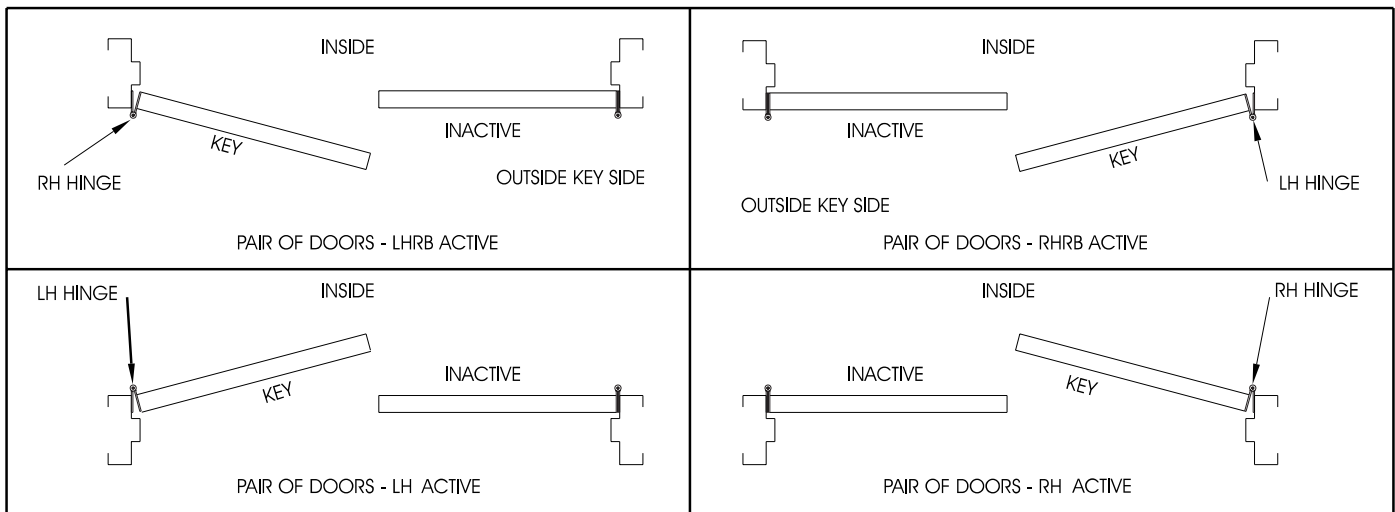 INSIDE
INACTIVE
KEY
RH HINGE
OUTSIDE KEY SIDE
PAIR OF DOORS - LHRB ACTIVE
INSIDE
INACTIVE
KEY
LH HINGE
OUTSIDE KEY SIDE
PAIR OF DOORS - RHRB ACTIVE
LH HINGE
INSIDE
INACTIVE
KEY
PAIR OF DOORS - LH ACTIVE
INSIDE
RH HINGE
INACTIVE
KEY
PAIR OF DOORS - RH ACTIVE